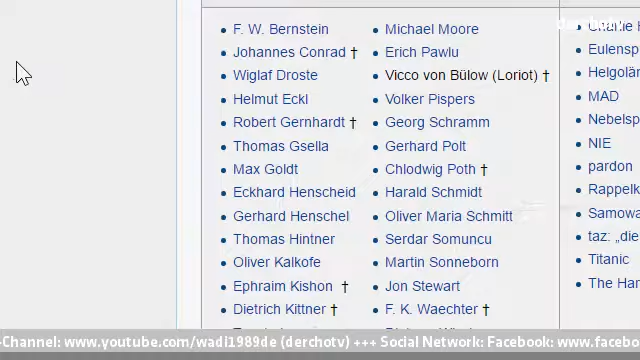 F. W. Bernstein
Johannes Conrad †
Wiglaf Droste
Helmut Eckl
Robert Gernhardt †
Thomas Gsella
Max Goldt
Eckhard Henscheid
Gerhard Henschel
Thomas Hintner
Oliver Kalkofe
Ephraim Kishon †
Dietrich Kittner †
Michael Moore
Erich Pawlu
Vicco von Bülow (Loriot) †
Volker Pispers
Georg Schramm
Gerhard Polt
Chlodwig Poth †
Harald Schmidt
Oliver Maria Schmitt
Serdar Somuncu
Martin Sonneborn
Jon Stewart
F. K. Waechter †
derchotv
Eulensp
Helgolän
MAD
Nebelsp
NIE
pardon
Rappelk
Samowa
taz: „die
Titanic
The Har
-Channel: www.youtube.com/wadi1989de (derchotv) +++ Social Network: Facebook: www.facebo